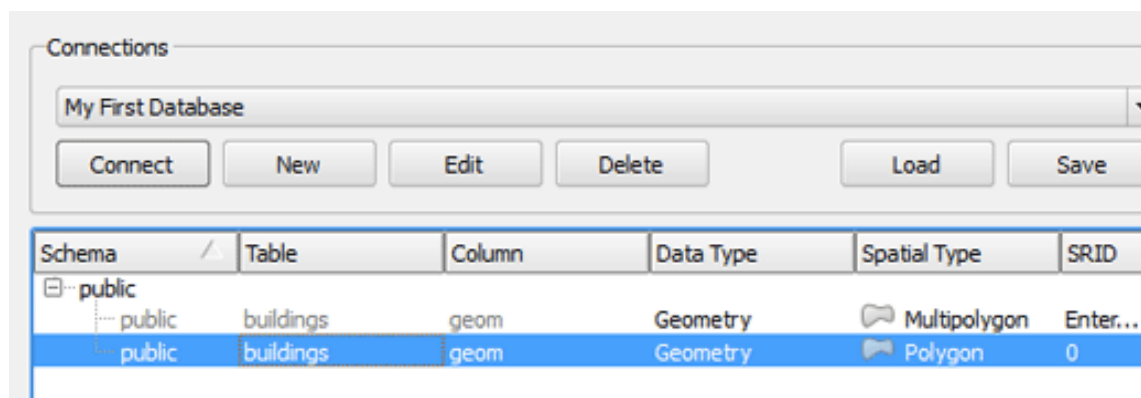 Connections
My First Database
Connect New Edit Delete Load Save
Schema Table Column Data Type Spatial Type SRID
public
public buildings geom Geometry Multipolygon Enter...
public buildings geom Geometry Polygon 0